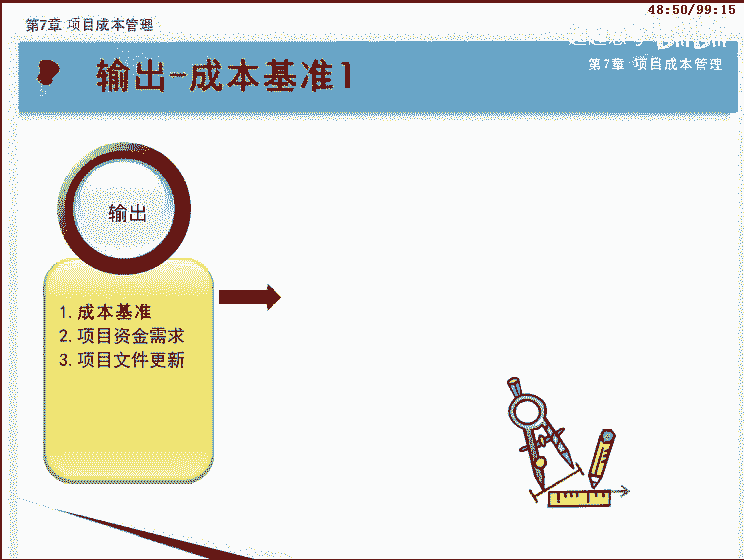 48:50/99:15
第7章 项目成本管理
第7章 项目成本管理
输出-成本基准1
输出
1.成本基准
2.项目资金需求
3.项目文件更新